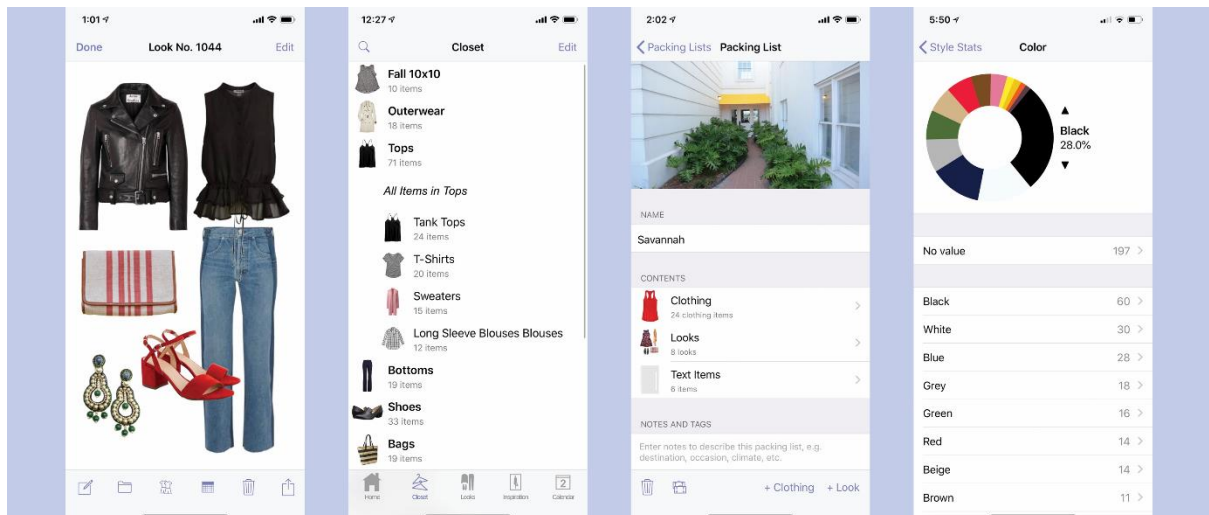 1:01
Done
Look No. 1044
Edit
12:27
Closet
Edit
Fall 10x10
10 items
Outerwear
18 items
Tops
71 items
All Items in Tops
Tank Tops
24 items
T-Shirts
20 items
Sweaters
15 items
Long Sleeve Blouses Blouses
12 items
Bottoms
19 items
Shoes
33 items
Bags
19 items
Home
Closet
Looks
Inspiration
2
Calendar
2:02
Packing Lists
Packing List
NAME
Savannah
CONTENTS
Clothing
24 clothing items
Looks
8 looks
Text Items
6 items
NOTES AND TAGS
Enter notes to describe this packing list, e.g.
destination, occasion, climate, etc.
+ Clothing
+ Look
5:50
Style Stats
Color
Black
28.0%
No value
197
Black
60
White
30
Blue
28
Grey
18
Green
16
Red
14
Beige
14
Brown
11